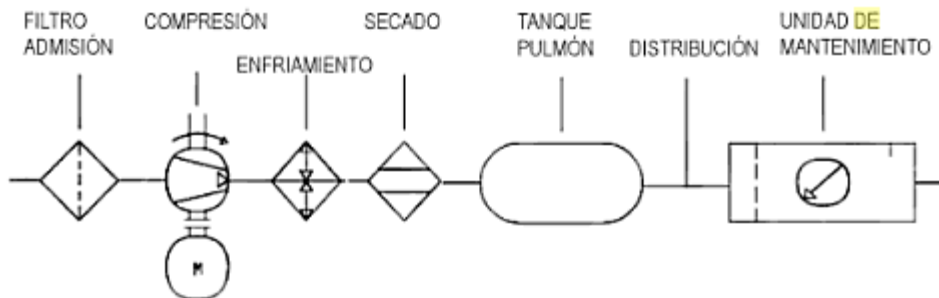 FILTRO
ADMISIÓN
COMPRESIÓN
ENFRIAMIENTO
SECADO
TANQUE
PULMÓN
DISTRIBUCIÓN
UNIDAD DE
MANTENIMIENTO
M